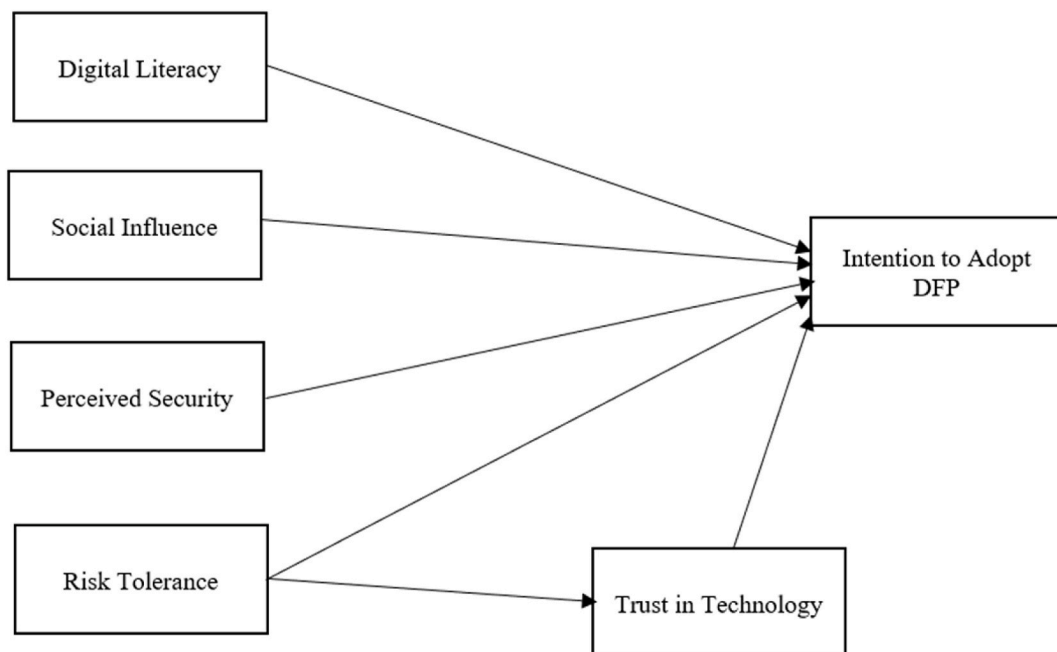 Digital Literacy
Social Influence
Intention to Adopt
DFP
Perceived Security
Risk Tolerance
Trust in Technology